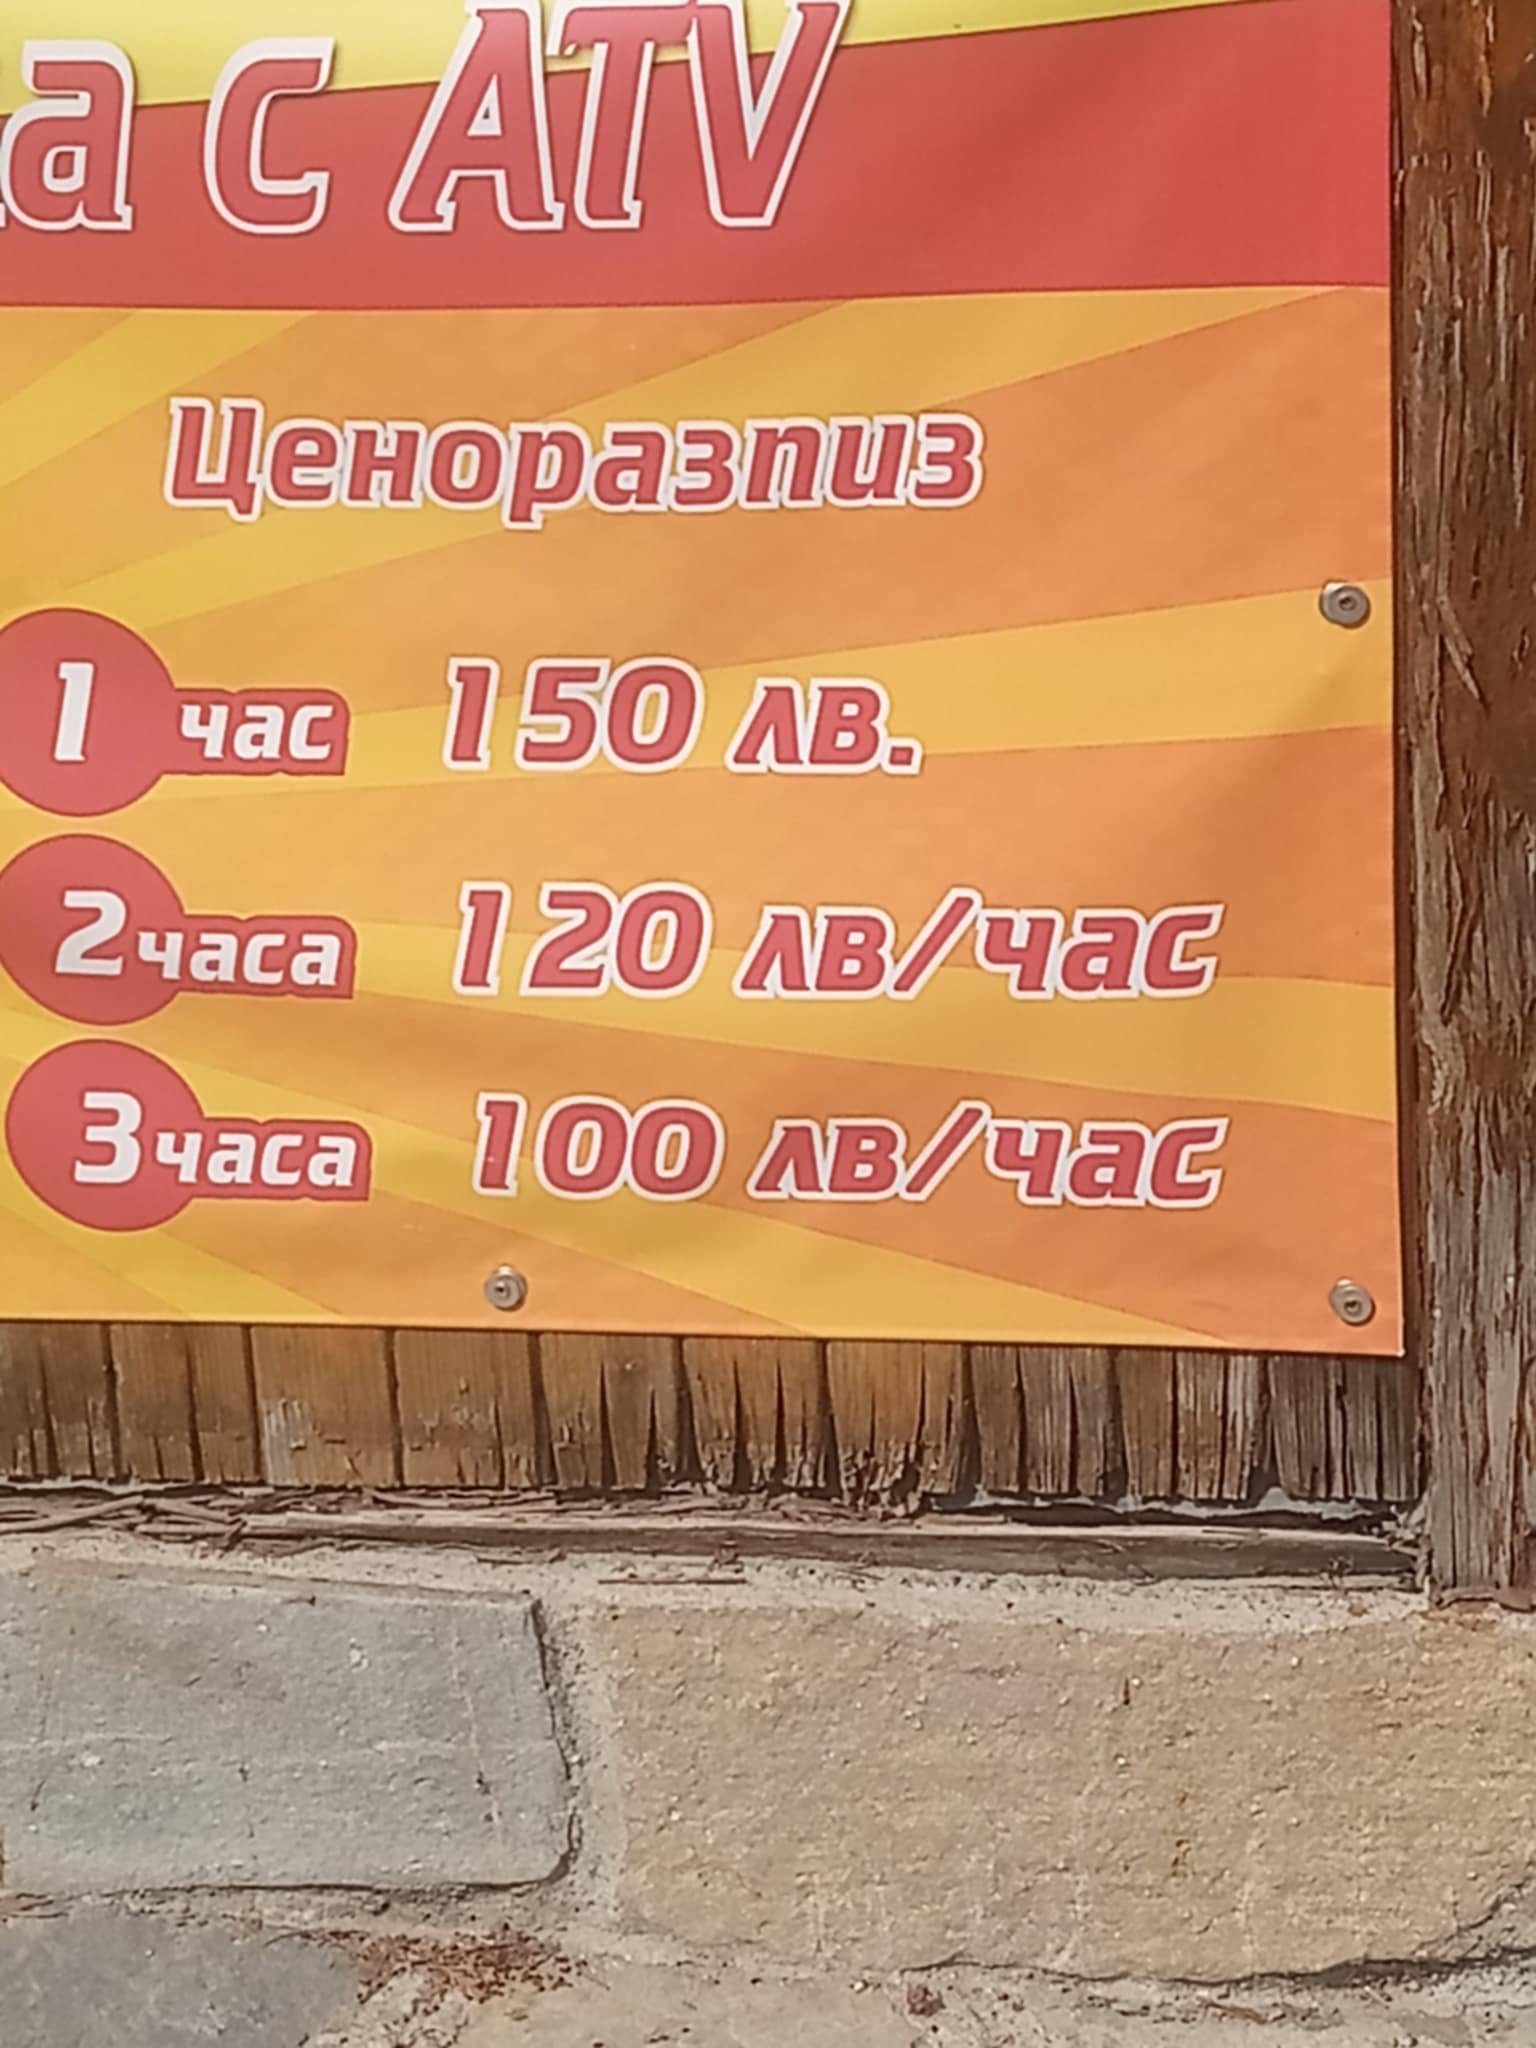 с ATV
Ценоразпиз
1 час 150 лв.
2 часа 120 лв/час
3 часа 100 лв/час